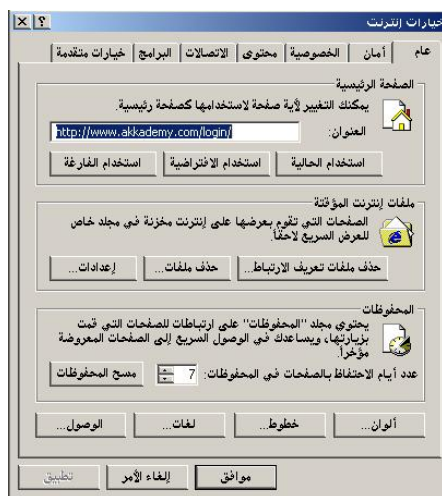 خيارات إنترنت
عام أمان الخصوصية محتوى الاتصالات البرامج خيارات متقدمة
الصفحة الرئيسية
يمكنك التغيير لأية صفحة لاستخدامها كصفحة رئيسية.
العنوان: http://www.akkademy.com/login/
استخدام الحالية استخدام الافتراضية استخدام الفارغة
ملفات إنترنت المؤقتة
الصفحات التي تقوم بعرضها على إنترنت مخزنة في مجلد خاص
للعرض السريع لاحقاً.
حذف ملفات تعريف الارتباط... حذف ملفات... إعدادات...
المحفوظات
يحتوي مجلد "المحفوظات" على ارتباطات للصفحات التي قمت
بزيارتها، ويساعدك في الوصول السريع إلى الصفحات المعروضة
مؤخراً.
عدد أيام الاحتفاظ بالصفحات في المحفوظات: 7 مسح المحفوظات
ألوان... خطوط... لغات... الوصول...
موافق إلغاء الأمر تطبيق